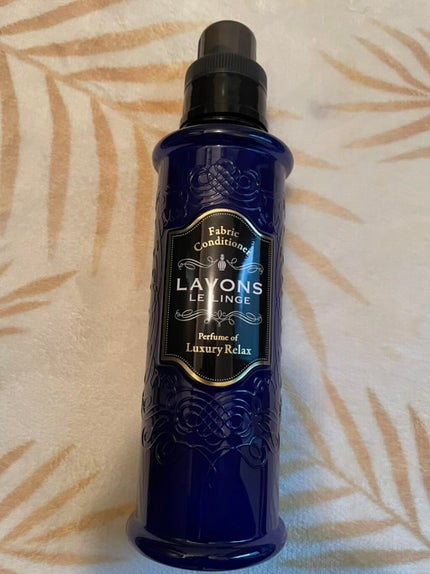 Fabric
Conditioner
LAVONS
LE LINGE
Perfume of
Luxury Relax